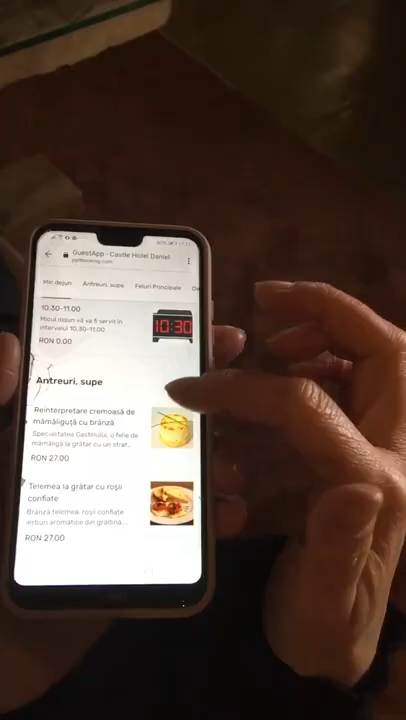 GuestApp - Castle Hotel Daniel
Mic dejun Antreuri, supe Feluri Principale
10:30-11.00
Micul dejun vă va fi servit în
intervalul 10,30-11.00
RON 0.00
10:30
Antreuri, supe
Reinterpretare cremoasă de
mămăliguță cu brânză
Specialitatea Castelului, o felie de
mămăligă la grătar cu un strat...
RON 27.00
Telemea la grătar cu roșii
confiate
Brânză telemea, roșii confiate
ierburi aromatice din grădina...
RON 27.00